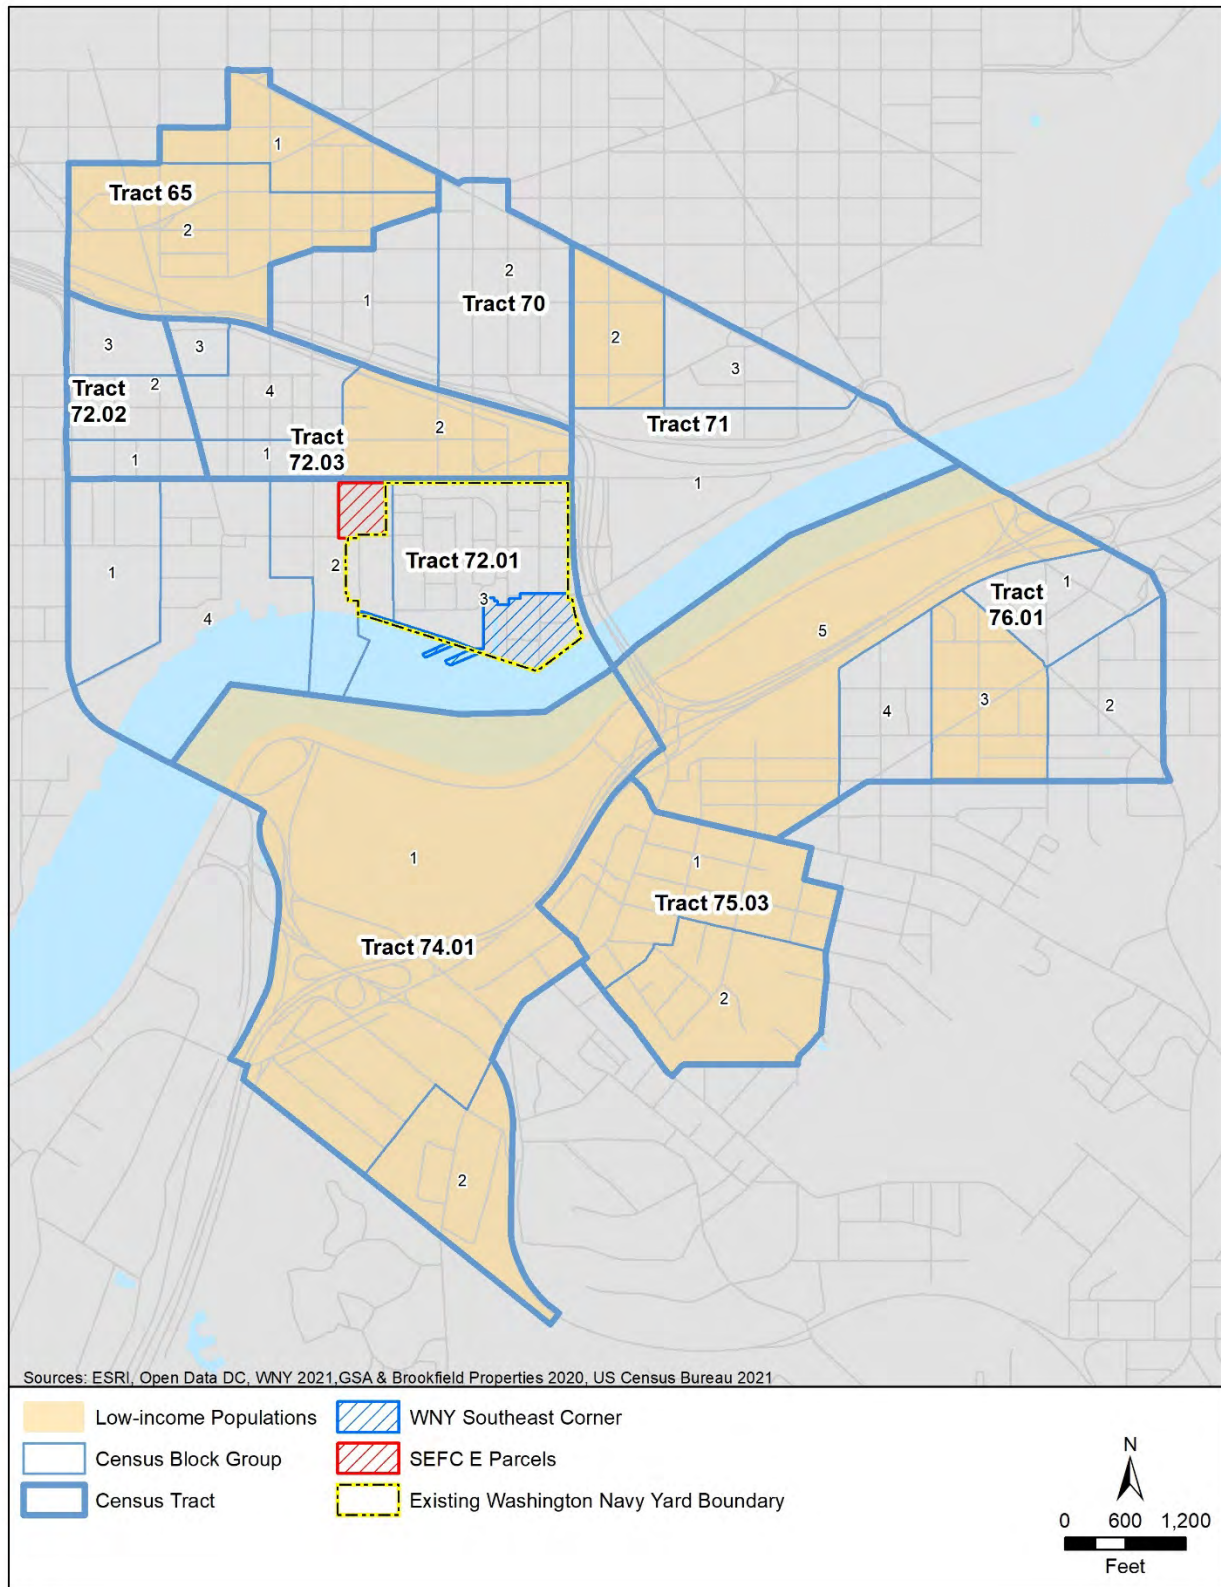 1
Tract 65
2
2
1
Tract 70
2
3
3
3
2
Tract
72.02
4
2
Tract 71
Tract
72.03
1
1
1
Tract 72.01
2
1
3
1
Tract
76.01
4
5
4
3
2
1
1
Tract 75.03
Tract 74.01
2
2
Sources: ESRI, Open Data DC, WNY 2021,GSA & Brookfield Properties 2020, US Census Bureau 2021
Low-income Populations
WNY Southeast Corner
Census Block Group
SEFC E Parcels
Census Tract
Existing Washington Navy Yard Boundary
N
0 600 1,200
Feet